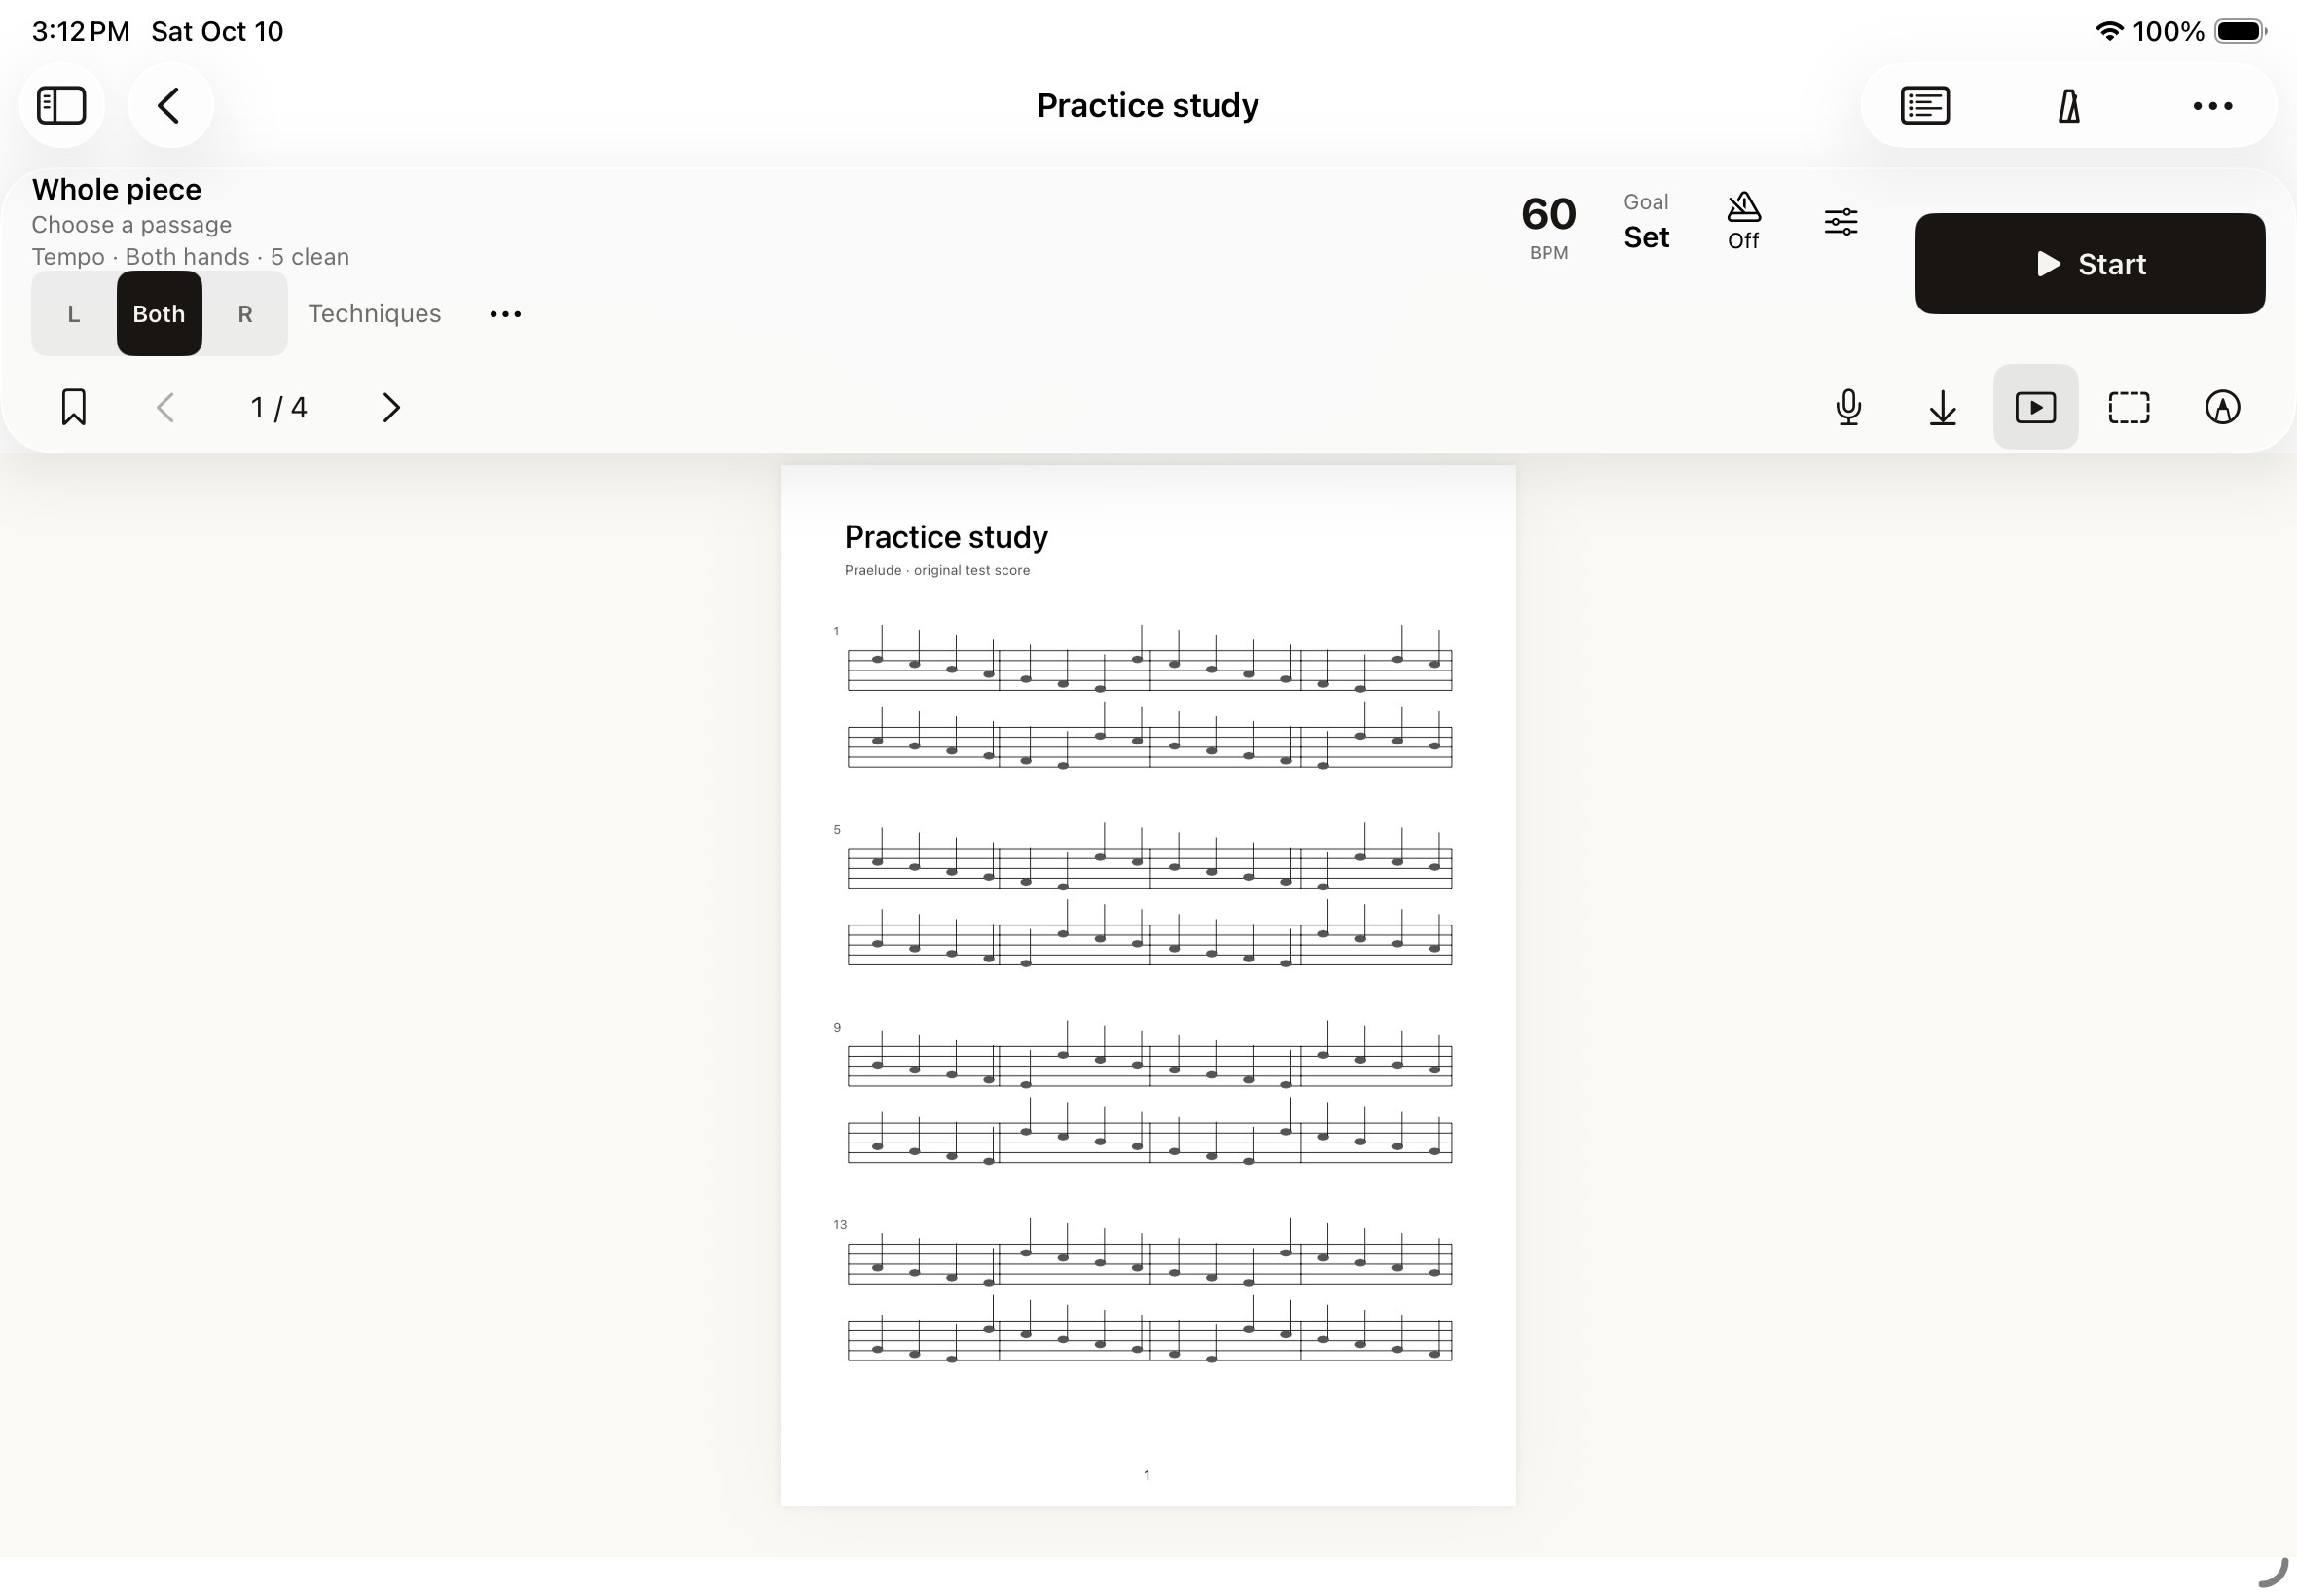 3:12 PM Sat Oct 10
100%
Practice study
Whole piece
Choose a passage
Tempo · Both hands · 5 clean
60
BPM
Goal
Set
Off
Start
L
Both
R
Techniques
1 / 4
Practice study
Praelude · original test score
1
5
9
13
1